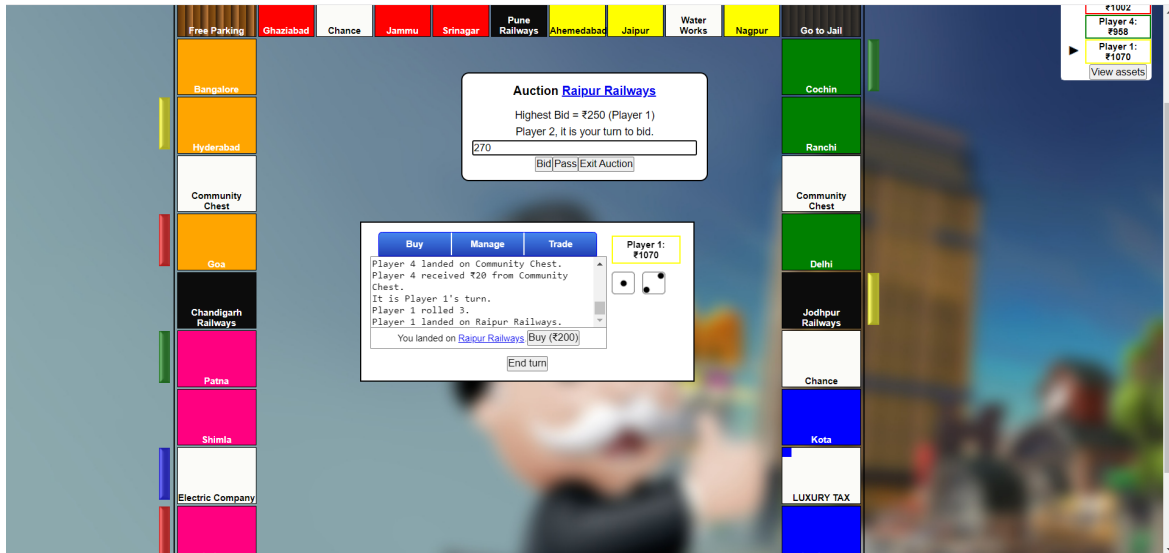 Free Parking
Ghaziabad
Chance
Jammu
Srinagar
Pune
Railways
Ahemedabad
Jaipur
Water
Works
Nagpur
Go to Jail
₹1002
Player 4:
₹958
Player 1:
₹1070
View assets
Bangalore
Hyderabad
Community
Chest
Goa
Chandigarh
Railways
Patna
Shimla
Electric Company
Auction Raipur Railways
Highest Bid = ₹250 (Player 1)
Player 2, it is your turn to bid.
270
Bid Pass Exit Auction
Buy Manage Trade
Player 4 landed on Community Chest.
Player 4 received ₹20 from Community
Chest.
It is Player 1's turn.
Player 1 rolled 3.
Player 1 landed on Raipur Railways.
You landed on Raipur Railways Buy (₹200)
Player 1:
₹1070
End turn
Cochin
Ranchi
Community
Chest
Delhi
Jodhpur
Railways
Chance
Kota
LUXURY TAX